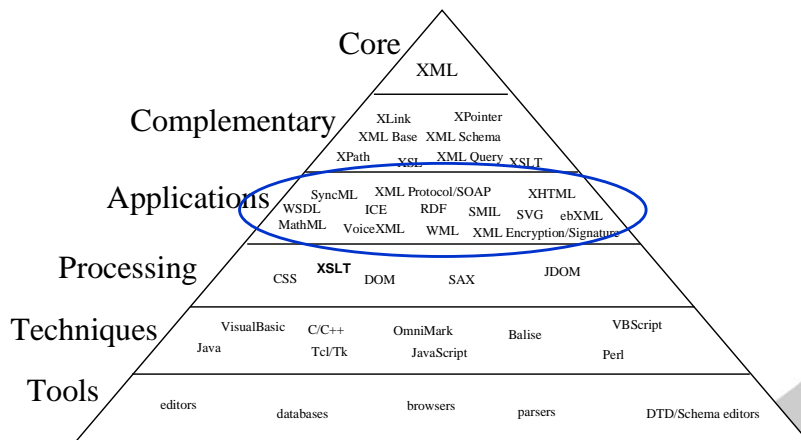 Core
XML
Complementary
XLink XPointer
XML Base XML Schema
XPath XSL XML Query XSLT
Applications
SyncML XML Protocol/SOAP XHTML
WSDL ICE RDF SMIL SVG ebXML
MathML VoiceXML WML XML Encryption/Signature
Processing
CSS XSLT DOM SAX JDOM
Techniques
VisualBasic C/C++ OmniMark Balise VBScript
Java Tcl/Tk JavaScript Perl
Tools
editors databases browsers parsers DTD/Schema editors